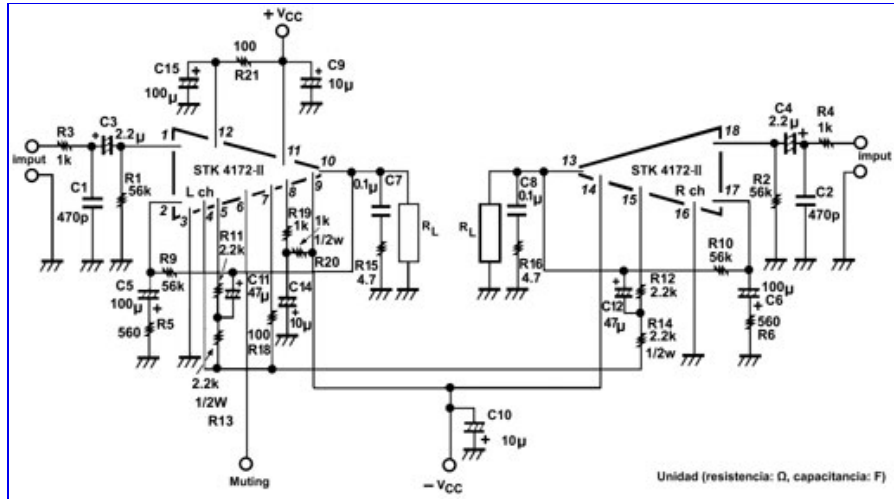 + VCC
100
R21
C15
100µ
C9
10µ
C3
2.2µ
R3
1k
imput
C1
470p
R1
56k
1
12
11
10
STK 4172-II
L ch
2
3
4
5
6
7
8
9
0.1µ
C7
R15
4.7
RL
R19
1k
1k
1/2w
R20
R11
2.2k
C11
47µ
C14
10µ
100
R18
R9
56k
C5
100µ
R5
560
2.2k
1/2W
R13
Muting
− VCC
C10
10µ
13
14
15
16
17
18
STK 4172-II
R ch
C8
0.1µ
R16
4.7
RL
C4
2.2µ
R4
1k
imput
R2
56k
C2
470p
R10
56k
R12
2.2k
C12
47µ
R14
2.2k
1/2w
100µ
C6
560
R6
Unidad (resistencia: Ω, capacitancia: F)